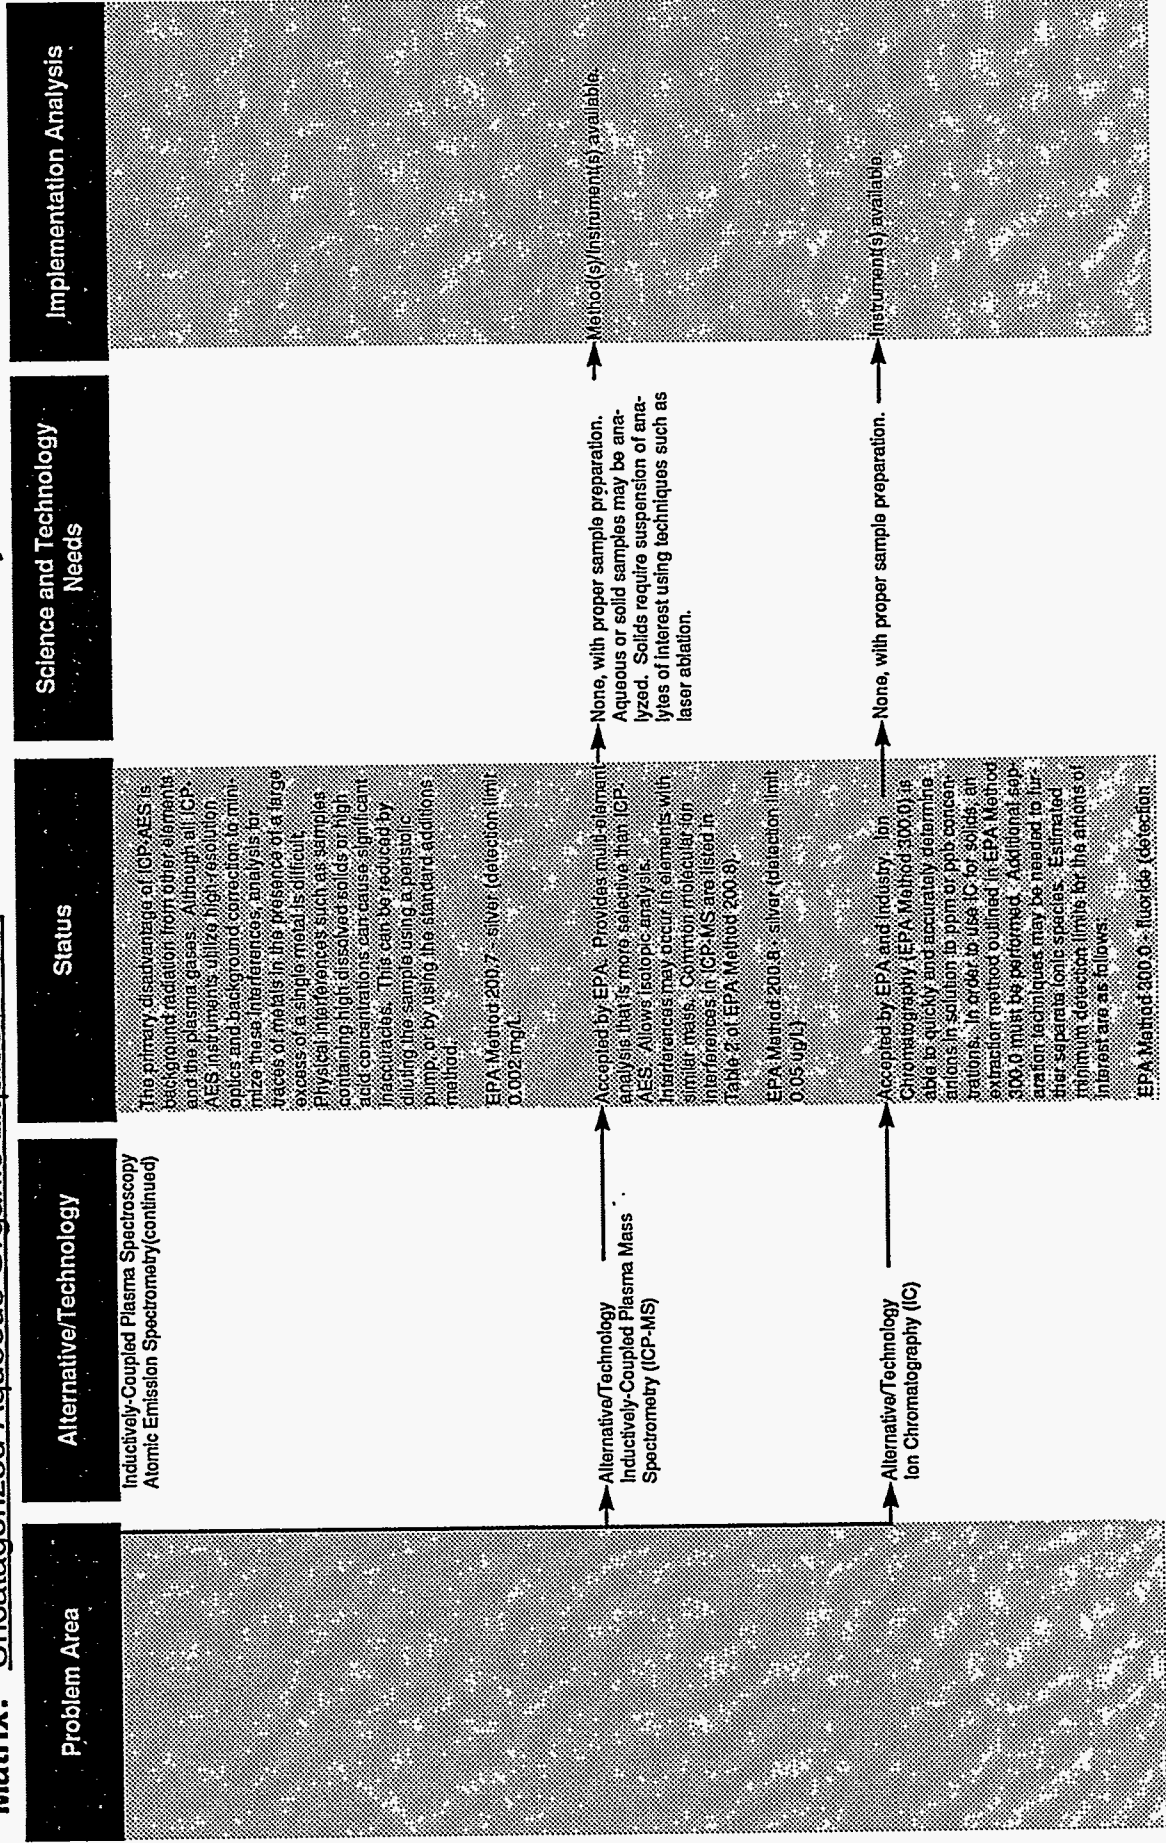 Matrix: Uncatagorized Aqueous Organic
Problem Area
Alternative/Technology
Status
Science and Technology
Needs
Implementation Analysis
Inductively-Coupled Plasma Spectroscopy
Atomic Emission Spectrometry(continued)
The primary disadvantage of ICP-AES is
background radiation from other elements
and the plasma gases. Although all ICP-
AES instruments utilize high-resolution
optics and background correction to mini-
mize these interferences, analysis for
traces of metals in the presence of a large
excess of a single metal is difficult.
Physical interferences such as samples
containing high dissolved solids or high
acid concentrations can cause significant
inaccuracies. This can be reduced by
diluting the sample using a peristolic
pump, or by using the standard additions
method.
EPA Method 200.7 - silver (detection limit
0.002 mg/L.
Alternative/Technology
Inductively-Coupled Plasma Mass
Spectrometry (ICP-MS)
Accepted by EPA. Provides multi-element
analysis that is more selective than ICP-
AES. Allows isotopic analysis.
Interferences may occur in elements with
similar mass. Common molecular ion
interferences in ICP-MS are listed in
Table 2 of EPA Method 200.8).
EPA Method 200.8 - silver (detection limit
0.05 ug/L)
None, with proper sample preparation.
Aqueous or solid samples may be ana-
lyzed. Solids require suspension of ana-
lytes of interest using techniques such as
laser ablation.
Method(s)/Instrument(s) available.
Alternative/Technology
Ion Chromatography (IC)
Accepted by EPA and industry. Ion
Chromatography (EPA Method 300.0) is
able to quickly and accurately determine
anions in solution to ppm or ppb concen-
trations. In order to use IC for solids, an
extraction method outlined in EPA Method
300.0 must be performed. Additional sep-
aration techniques may be needed to fur-
ther separate ionic species. Estimated
minimum detection limits for the anions of
interest are as follows:
EPA Method 300.0 - fluoride (detection
None, with proper sample preparation.
Instrument(s) available